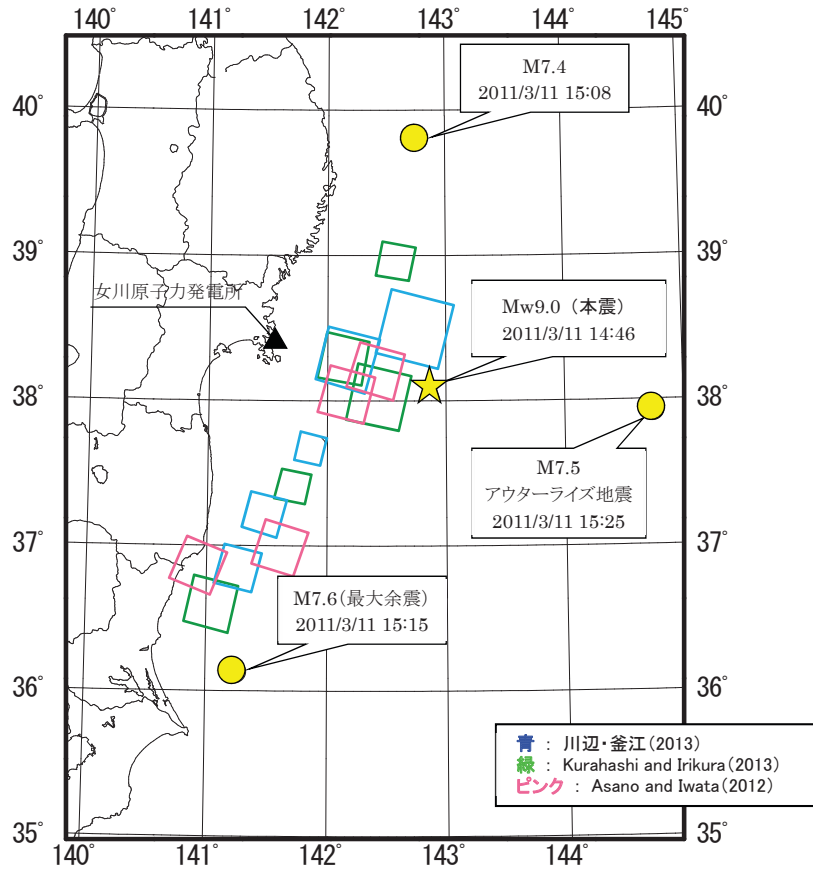 140° 141° 142° 143° 144° 145°
M7.4
2011/3/11 15:08
40° 40°
39° 39°
女川原子力発電所
Mw9.0（本震）
2011/3/11 14:46
38° 38°
M7.5
アウターライズ地震
2011/3/11 15:25
37° 37°
M7.6（最大余震）
2011/3/11 15:15
36° 36°
青 ： 川辺・釜江（2013）
緑 ： Kurahashi and Irikura（2013）
ピンク ： Asano and Iwata（2012）
35° 35°
140° 141° 142° 143° 144° 145°